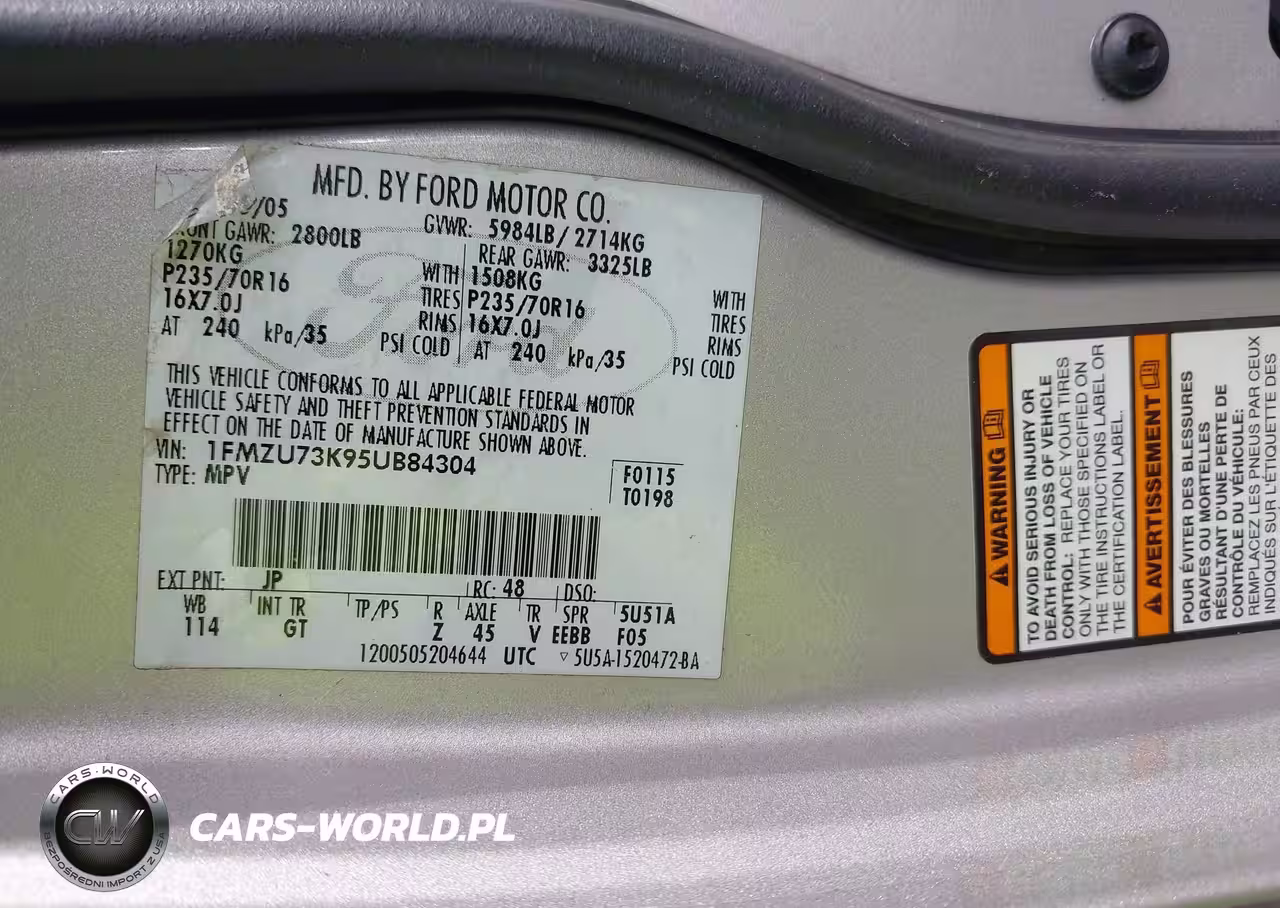 MFD. BY FORD MOTOR CO.
/05
GVWR: 5984LB/ 2714KG
FRONT GAWR: 2800LB
REAR GAWR: 3325LB
1270KG
WITH
1508KG
WITH
P235/70R16
TIRES
P235/70R16
TIRES
16X7.0J
RIMS
16X7.0J
RIMS
AT 240 kPa/35 PSI COLD
AT 240 kPa/35 PSI COLD
Ford
THIS VEHICLE CONFORMS TO ALL APPLICABLE FEDERAL MOTOR
VEHICLE SAFETY AND THEFT PREVENTION STANDARDS IN
EFFECT ON THE DATE OF MANUFACTURE SHOWN ABOVE.
VIN: 1FMZU73K95UB84304
TYPE: MPV
F0115
T0198
EXT PNT: JP
RC: 48
DSO:
WB
INT TR
TP/PS
R
AXLE
TR
SPR
5U51A
114
GT
Z
45
V
EEBB
F05
1200505204644 UTC ▽5U5A-1520472-BA
WARNING
TO AVOID SERIOUS INJURY OR
DEATH FROM LOSS OF VEHICLE
CONTROL: REPLACE YOUR TIRES
ONLY WITH THOSE SPECIFIED ON
THE TIRE INSTRUCTIONS LABEL OR
THE CERTIFICATION LABEL.
AVERTISSEMENT
POUR ÉVITER DES BLESSURES
GRAVES OU MORTELLES
RÉSULTANT D'UNE PERTE DE
CONTRÔLE DU VÉHICULE:
REMPLACEZ LES PNEUS PAR CEUX
INDIQUÉS SUR L'ÉTIQUETTE DES
CARS-WORLD
CW
BEZPOŚREDNI IMPORT Z USA
CARS-WORLD.PL